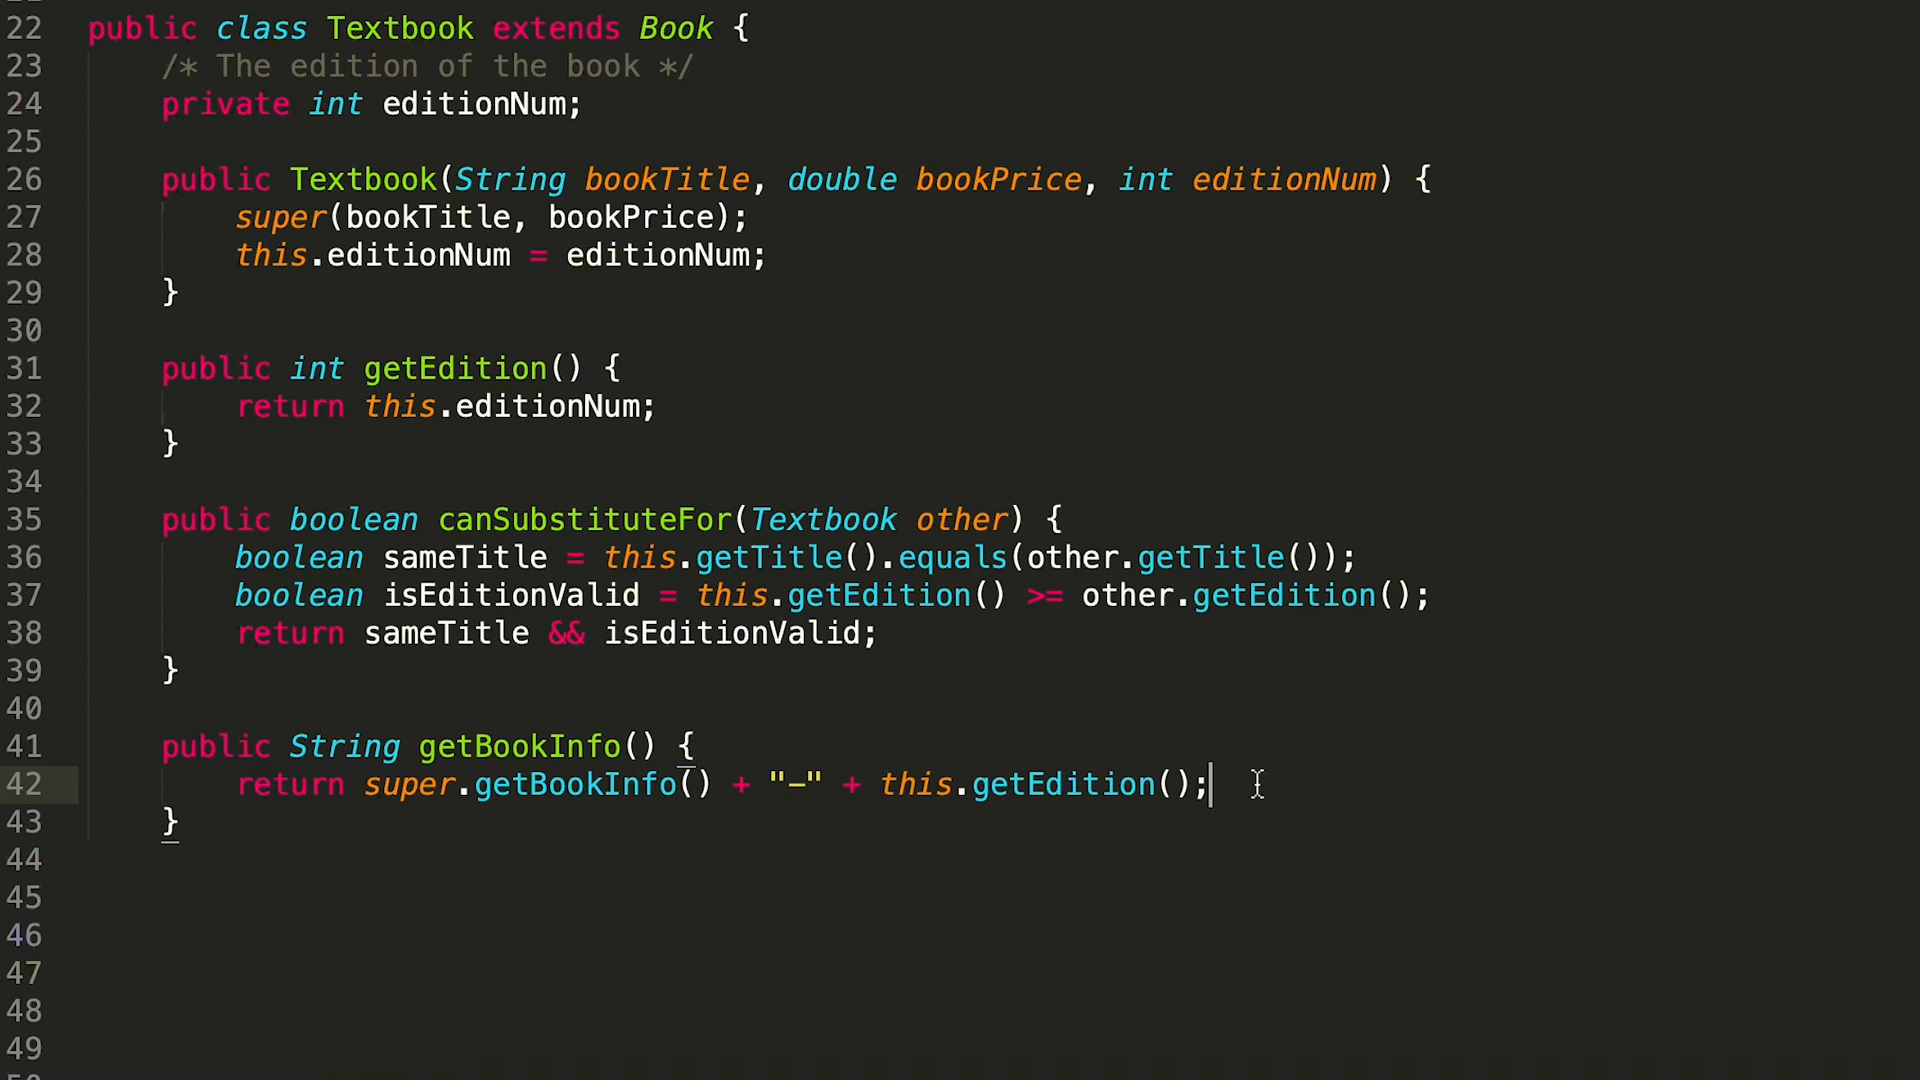 22 public class Textbook extends Book {
23 /* The edition of the book */
24 private int editionNum;
25
26 public Textbook(String bookTitle, double bookPrice, int editionNum) {
27 super(bookTitle, bookPrice);
28 this.editionNum = editionNum;
29 }
30
31 public int getEdition() {
32 return this.editionNum;
33 }
34
35 public boolean canSubstituteFor(Textbook other) {
36 boolean sameTitle = this.getTitle().equals(other.getTitle());
37 boolean isEditionValid = this.getEdition() >= other.getEdition();
38 return sameTitle && isEditionValid;
39 }
40
41 public String getBookInfo() {
42 return super.getBookInfo() + "-" + this.getEdition();
43 }
44
45
46
47
48
49